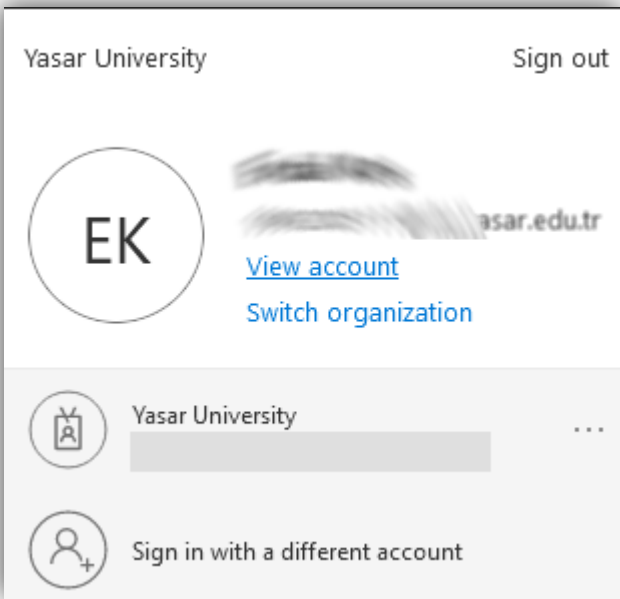 Yasar University
Sign out
EK
asar.edu.tr
View account
Switch organization
Yasar University
...
Sign in with a different account